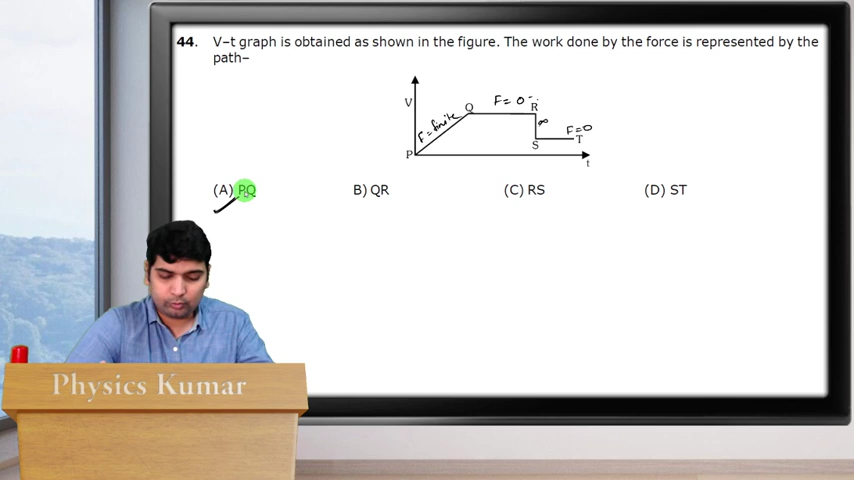 44. V–t graph is obtained as shown in the figure. The work done by the force is represented by the
path–
V
P
F = finite
Q
F = 0
R
∞
S
F=0
T
t
(A) PQ
B) QR
(C) RS
(D) ST
Physics Kumar